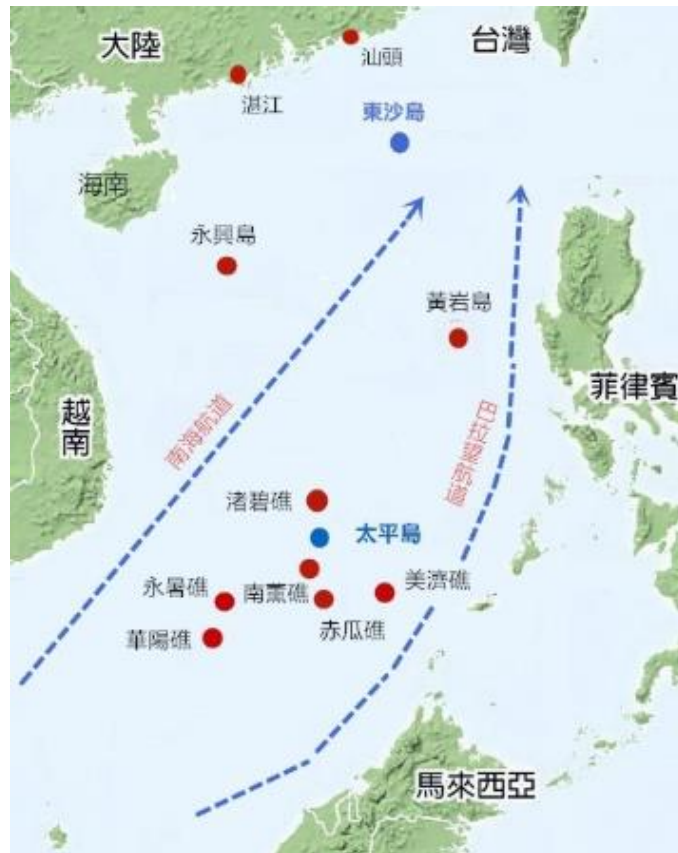 大陸
台灣
汕頭
湛江
東沙島
海南
永興島
黃岩島
菲律賓
越南
南海航道
巴拉望航道
渚碧礁
太平島
永暑礁
南薰礁
美濟礁
赤瓜礁
華陽礁
馬來西亞